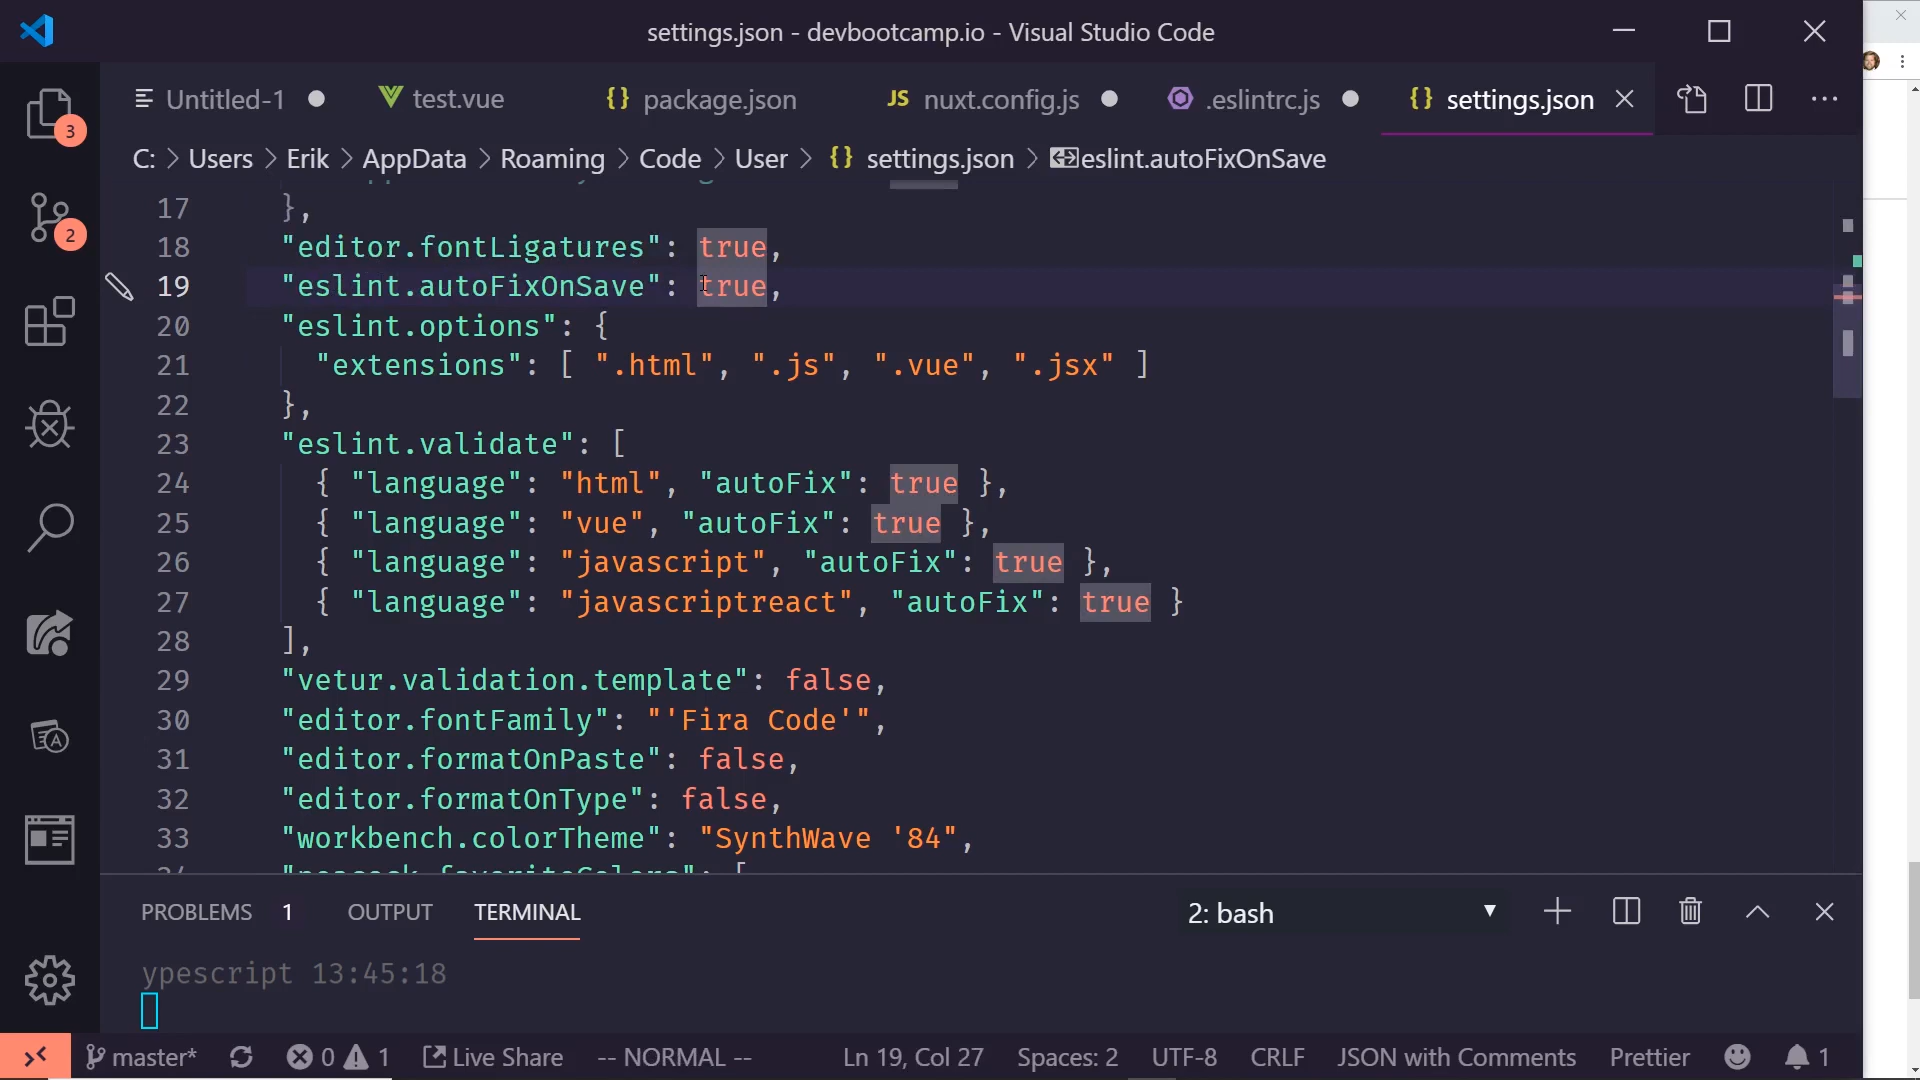 settings.json - devbootcamp.io - Visual Studio Code
Untitled-1 test.vue {} package.json JS nuxt.config.js .eslintrc.js {} settings.json
C: > Users > Erik > AppData > Roaming > Code > User > {} settings.json > eslint.autoFixOnSave
3
2
17 },
18 "editor.fontLigatures": true,
19 "eslint.autoFixOnSave": true,
20 "eslint.options": {
21 "extensions": [ ".html", ".js", ".vue", ".jsx" ]
22 },
23 "eslint.validate": [
24 { "language": "html", "autoFix": true },
25 { "language": "vue", "autoFix": true },
26 { "language": "javascript", "autoFix": true },
27 { "language": "javascriptreact", "autoFix": true }
28 ],
29 "vetur.validation.template": false,
30 "editor.fontFamily": "'Fira Code'",
31 "editor.formatOnPaste": false,
32 "editor.formatOnType": false,
33 "workbench.colorTheme": "SynthWave '84",
PROBLEMS 1 OUTPUT TERMINAL 2: bash
ypescript 13:45:18
master* 0 1 Live Share -- NORMAL -- Ln 19, Col 27 Spaces: 2 UTF-8 CRLF JSON with Comments Prettier 1